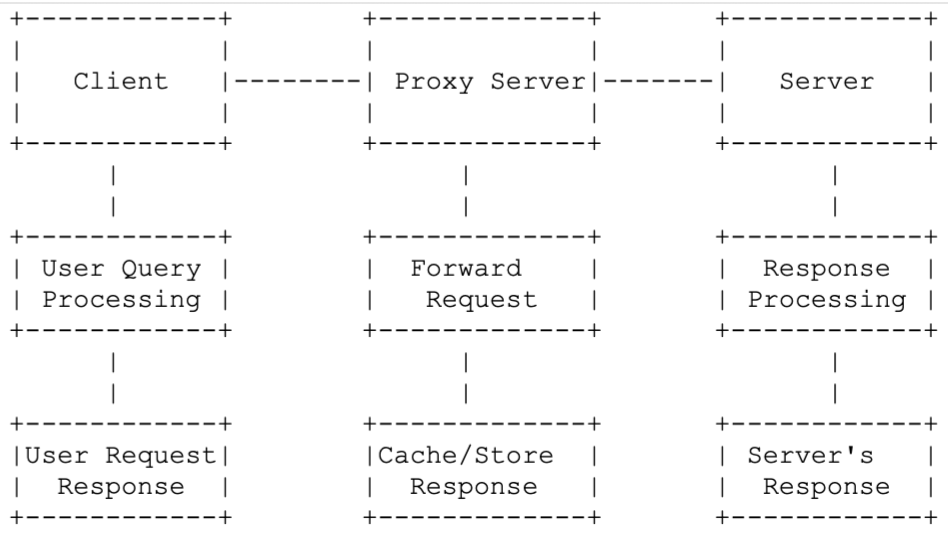 +------------+ +-------------+ +------------+
| | | | | |
| Client |--------| Proxy Server|-------| Server |
| | | | | |
+------------+ +-------------+ +------------+
| | |
| | |
+------------+ +-------------+ +------------+
| User Query | | Forward | | Response |
| Processing | | Request | | Processing |
+------------+ +-------------+ +------------+
| | |
| | |
+------------+ +-------------+ +------------+
|User Request| |Cache/Store | | Server's |
| Response | | Response | | Response |
+------------+ +-------------+ +------------+